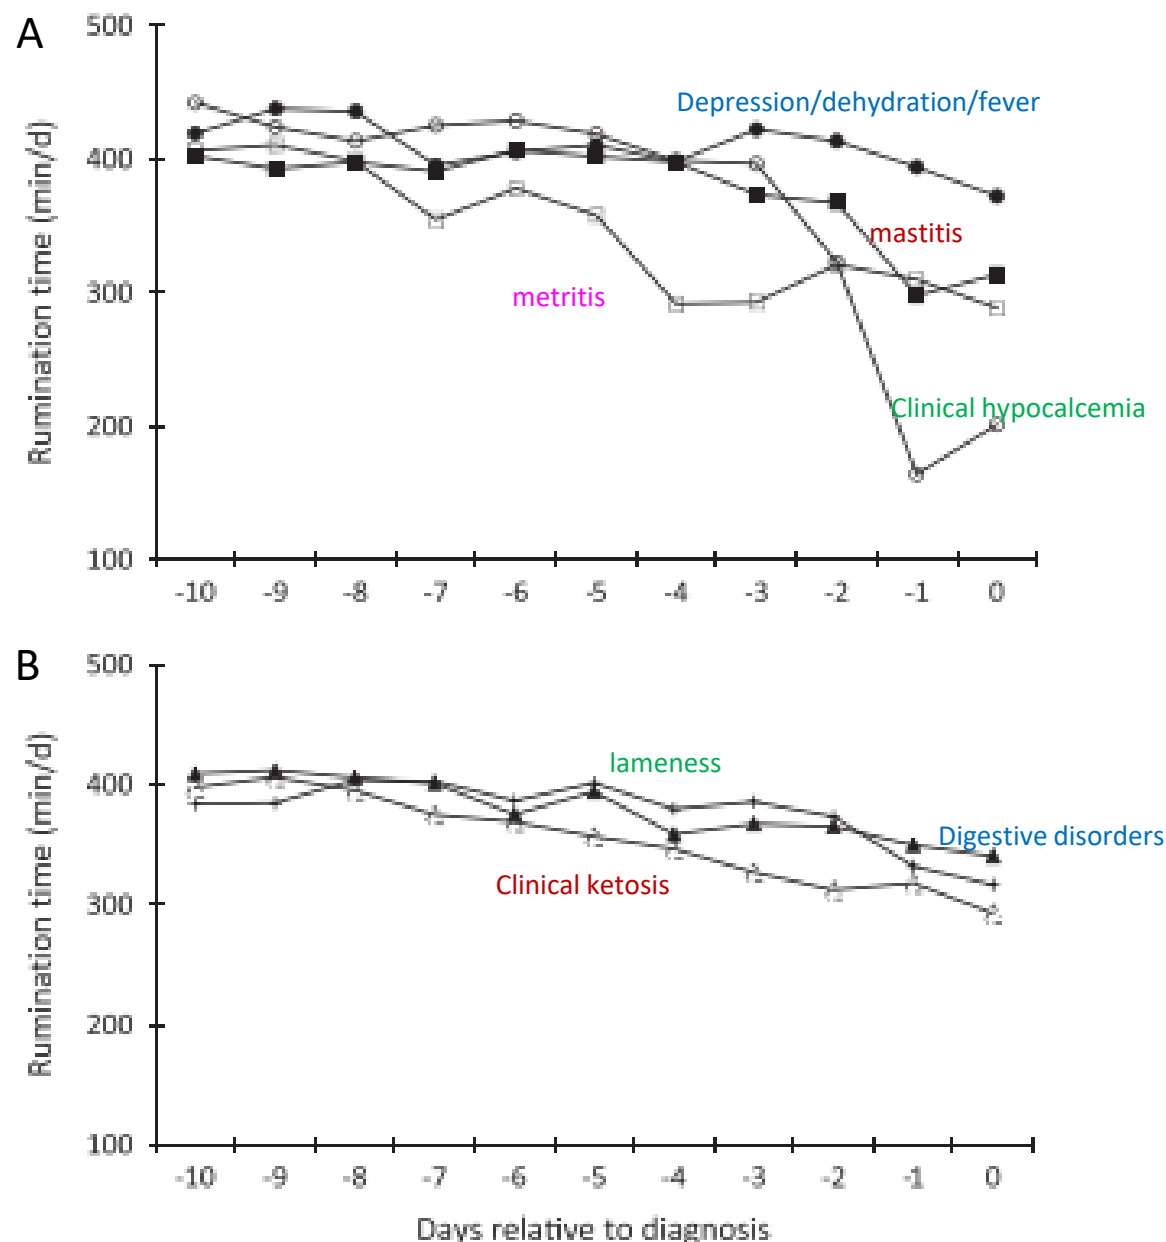 A
500
400
300
200
100
Rumination time (min/d)
Depression/dehydration/fever
mastitis
metritis
Clinical hypocalcemia
-10 -9 -8 -7 -6 -5 -4 -3 -2 -1 0
B
500
400
300
200
100
Rumination time (min/d)
lameness
Digestive disorders
Clinical ketosis
-10 -9 -8 -7 -6 -5 -4 -3 -2 -1 0
Days relative to diagnosis